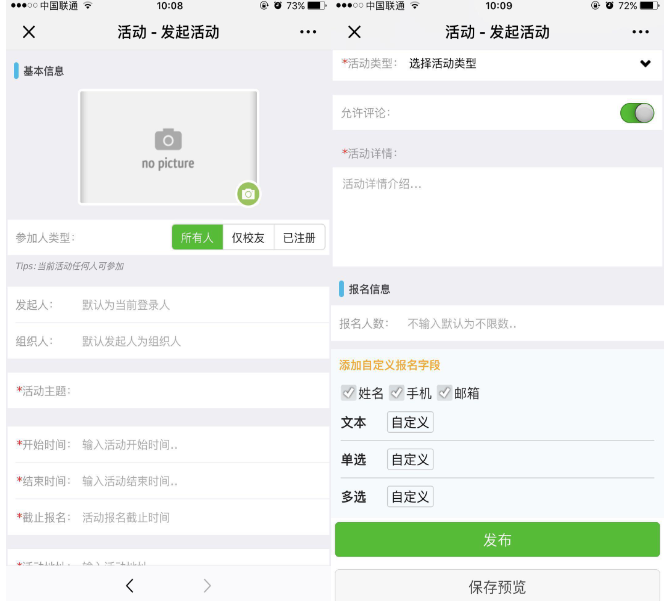 中国联通 10:08 73%
活动 - 发起活动
基本信息
no picture
参加人类型: 所有人 仅校友 已注册
Tips:当前活动任何人可参加
发起人: 默认为当前登录人
组织人: 默认发起人为组织人
*活动主题:
*开始时间: 输入活动开始时间..
*结束时间: 输入活动结束时间..
*截止报名: 活动报名截止时间
*活动地址: 输入活动地址
中国联通 10:09 72%
活动 - 发起活动
*活动类型: 选择活动类型
允许评论:
*活动详情:
活动详情介绍...
报名信息
报名人数: 不输入默认为不限数..
添加自定义报名字段
姓名 手机 邮箱
文本 自定义
单选 自定义
多选 自定义
发布
保存预览